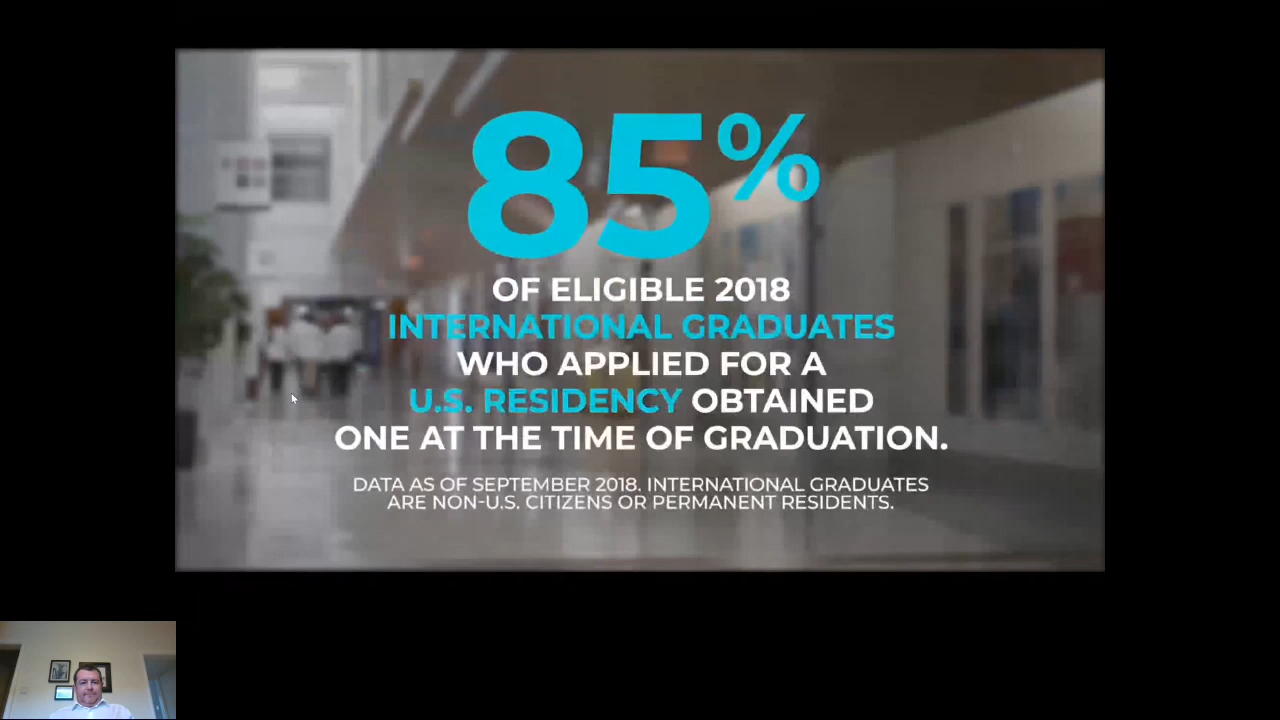 85%
OF ELIGIBLE 2018
INTERNATIONAL GRADUATES
WHO APPLIED FOR A
U.S. RESIDENCY OBTAINED
ONE AT THE TIME OF GRADUATION.
DATA AS OF SEPTEMBER 2018. INTERNATIONAL GRADUATES
ARE NON-U.S. CITIZENS OR PERMANENT RESIDENTS.